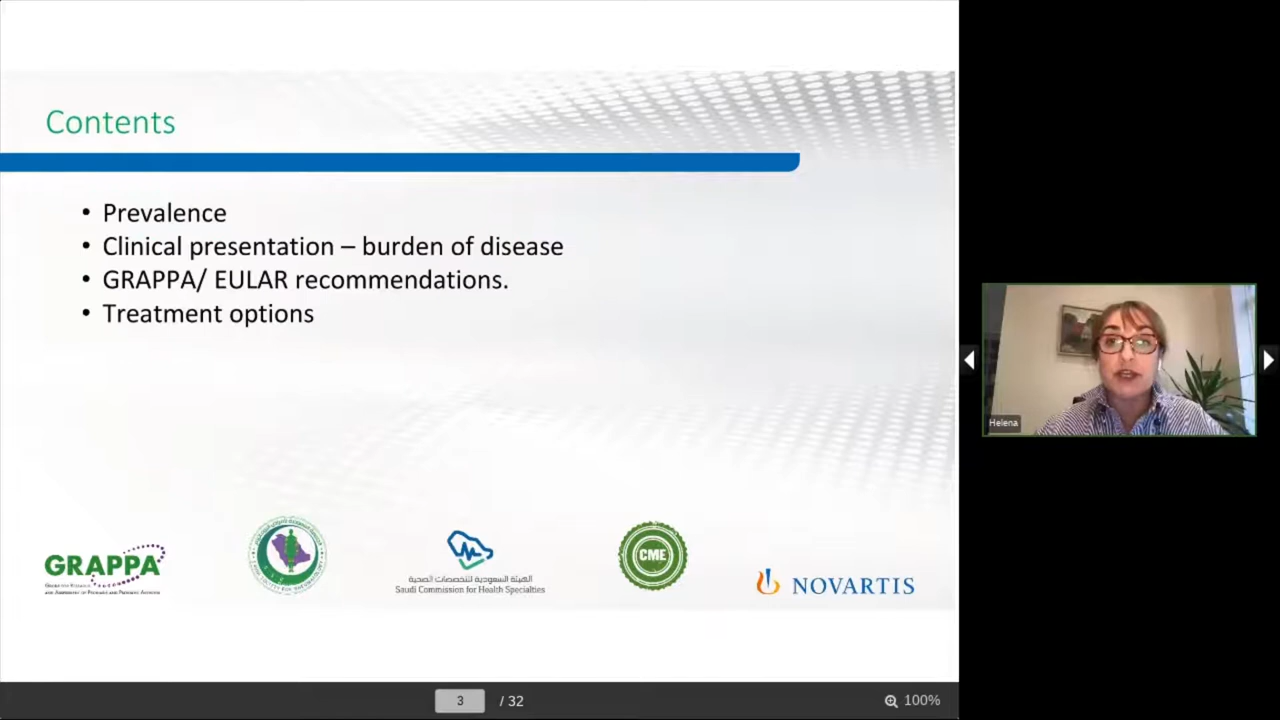 Contents
• Prevalence
• Clinical presentation – burden of disease
• GRAPPA/ EULAR recommendations.
• Treatment options
Helena
GRAPPA
CME
الهيئة السعودية للتخصصات الصحية
Saudi Commission for Health Specialties
NOVARTIS
3 / 32
100%